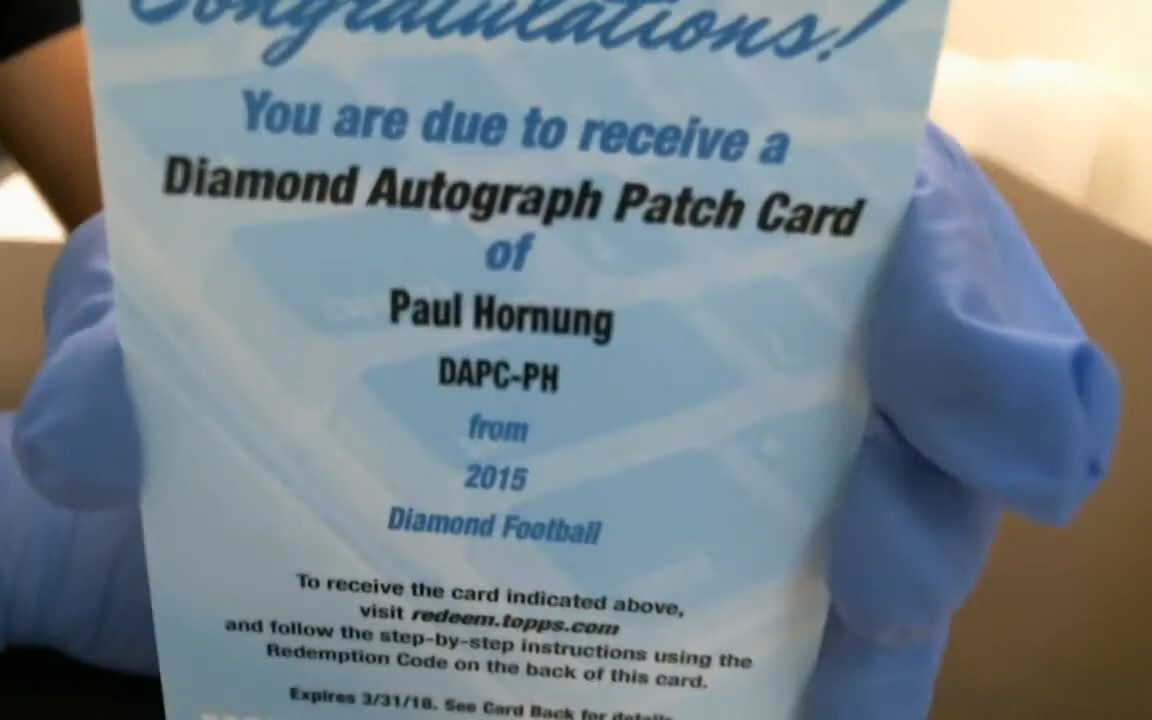 Congratulations!
You are due to receive a
Diamond Autograph Patch Card
of
Paul Hornung
DAPC-PH
from
2015
Diamond Football
To receive the card indicated above,
visit redeem.topps.com
and follow the step-by-step instructions using the
Redemption Code on the back of this card.
Expires 3/31/18. See Card Back for details